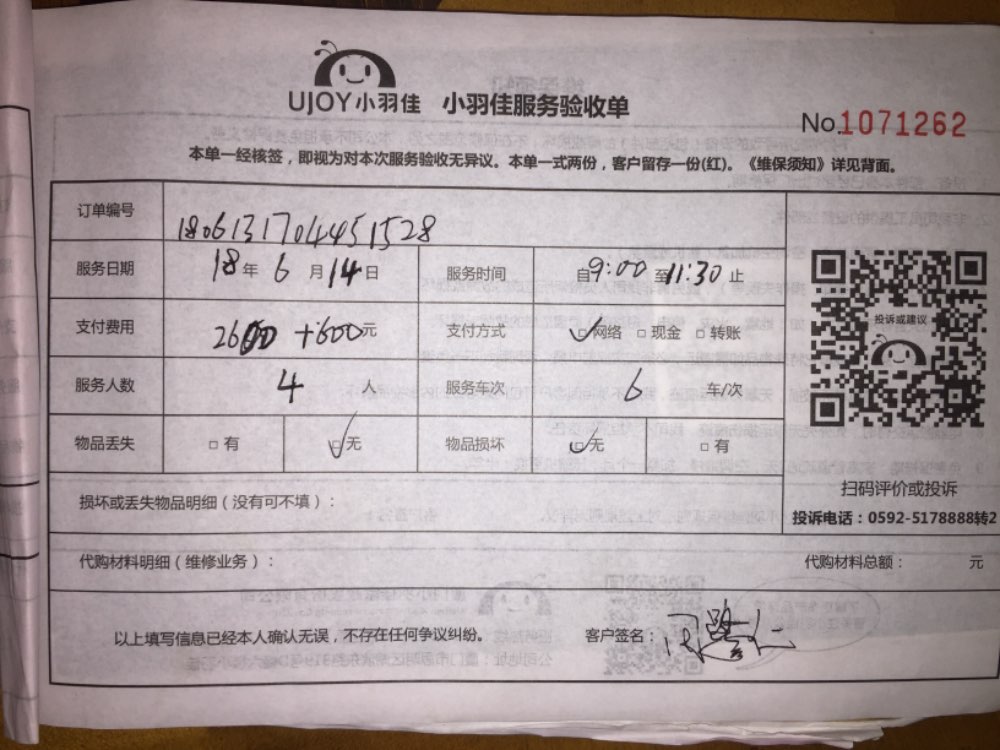 UJOY小羽佳 小羽佳服务验收单
No.1071262
本单一经核签，即视为对本次服务验收无异议。本单一式两份，客户留存一份(红)。《维保须知》详见背面。
订单编号 18061317044451528
服务日期 18年6月14日 服务时间 自9:00至11:30止
支付费用 2600+600元 支付方式 ☑网络 □现金 □转账
服务人数 4 人 服务车次 6 车/次
物品丢失 □有 ☑无 物品损坏 ☑无 □有
投诉或建议
扫码评价或投诉
损坏或丢失物品明细（没有可不填）：
投诉电话：0592-5178888转2
代购材料明细（维修业务）： 代购材料总额： 元
以上填写信息已经本人确认无误，不存在任何争议纠纷。 客户签名：